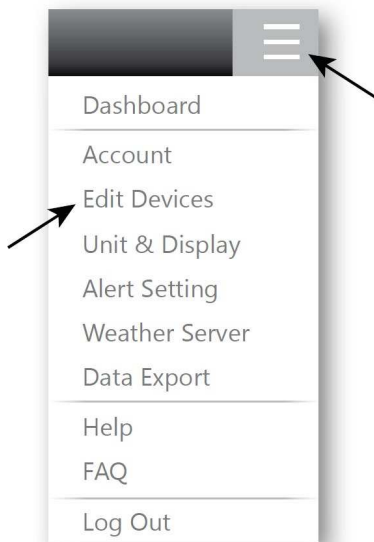 Dashboard
Account
Edit Devices
Unit & Display
Alert Setting
Weather Server
Data Export
Help
FAQ
Log Out